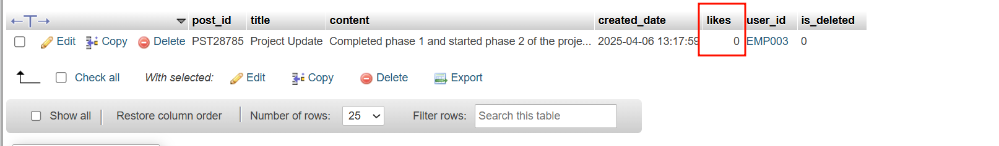 post_id title content created_date likes user_id is_deleted
Edit Copy Delete PST28785 Project Update Completed phase 1 and started phase 2 of the proje... 2025-04-06 13:17:59 0 EMP003 0
Check all With selected: Edit Copy Delete Export
Show all Restore column order Number of rows: 25 Filter rows: Search this table